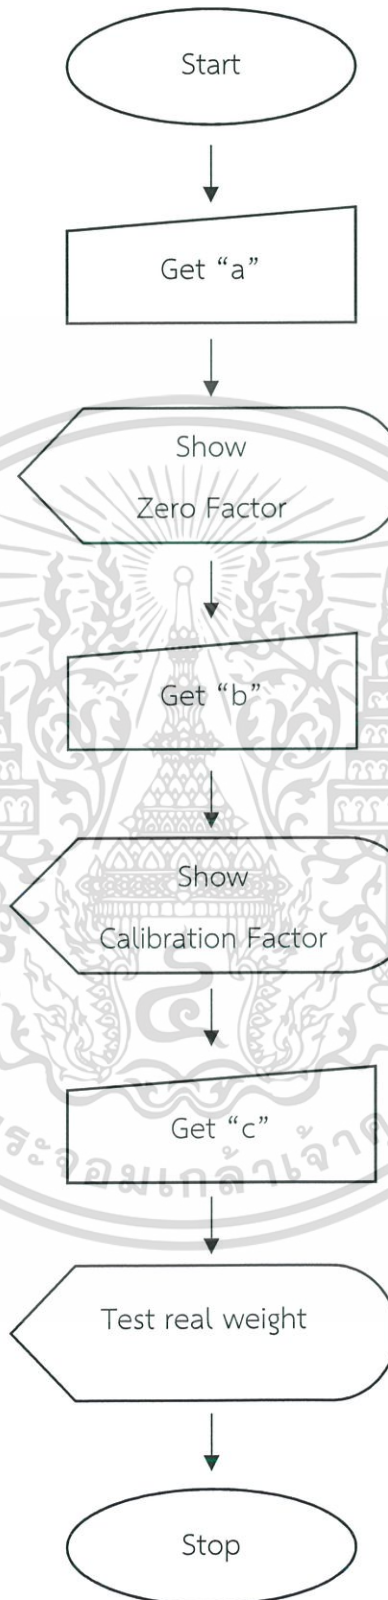 Start
Get “a”
Show
Zero Factor
Get “b”
Show
Calibration Factor
Get “c”
Test real weight
Stop